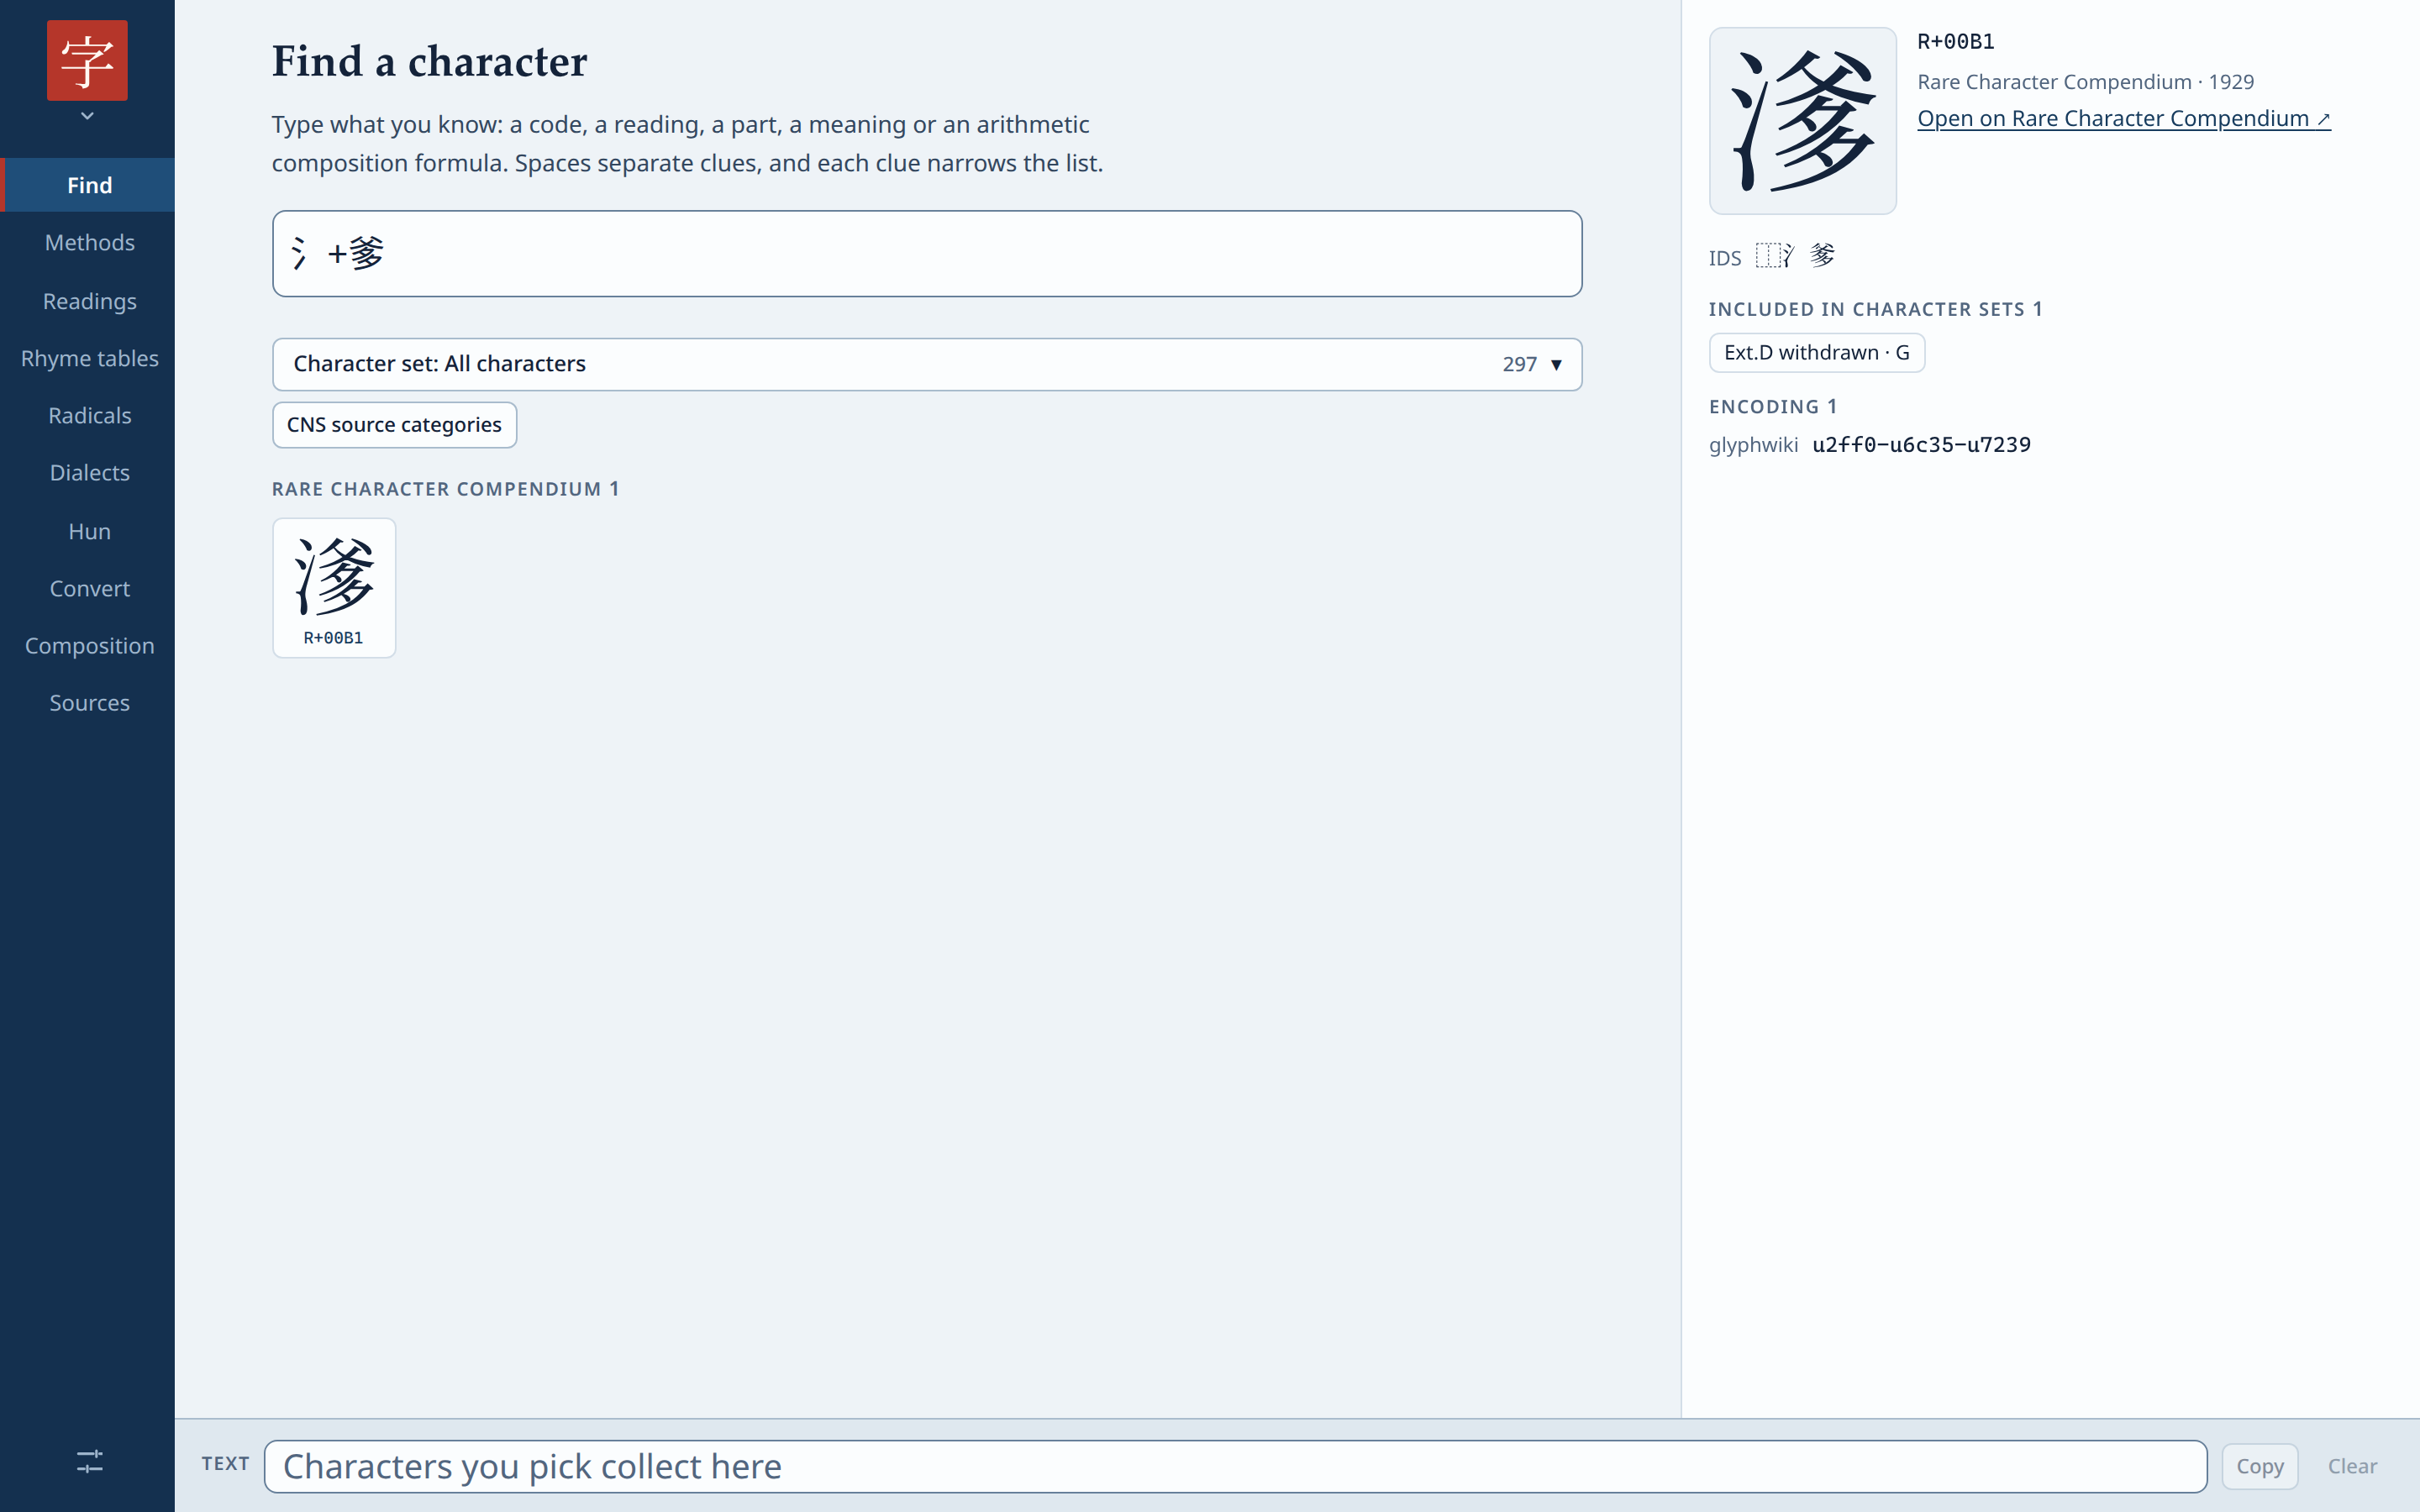 字
Find
Methods
Readings
Rhyme tables
Radicals
Dialects
Hun
Convert
Composition
Sources
Find a character
Type what you know: a code, a reading, a part, a meaning or an arithmetic
composition formula. Spaces separate clues, and each clue narrows the list.
氵+爹
Character set: All characters 297 ▼
CNS source categories
RARE CHARACTER COMPENDIUM 1
⿰氵爹
R+00B1
⿰氵爹
R+00B1
Rare Character Compendium · 1929
Open on Rare Character Compendium ↗
IDS ⿰氵爹
INCLUDED IN CHARACTER SETS 1
Ext.D withdrawn · G
ENCODING 1
glyphwiki u2ff0-u6c35-u7239
TEXT Characters you pick collect here Copy Clear